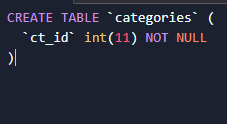 CREATE TABLE `categories` (
  `ct_id` int(11) NOT NULL
)